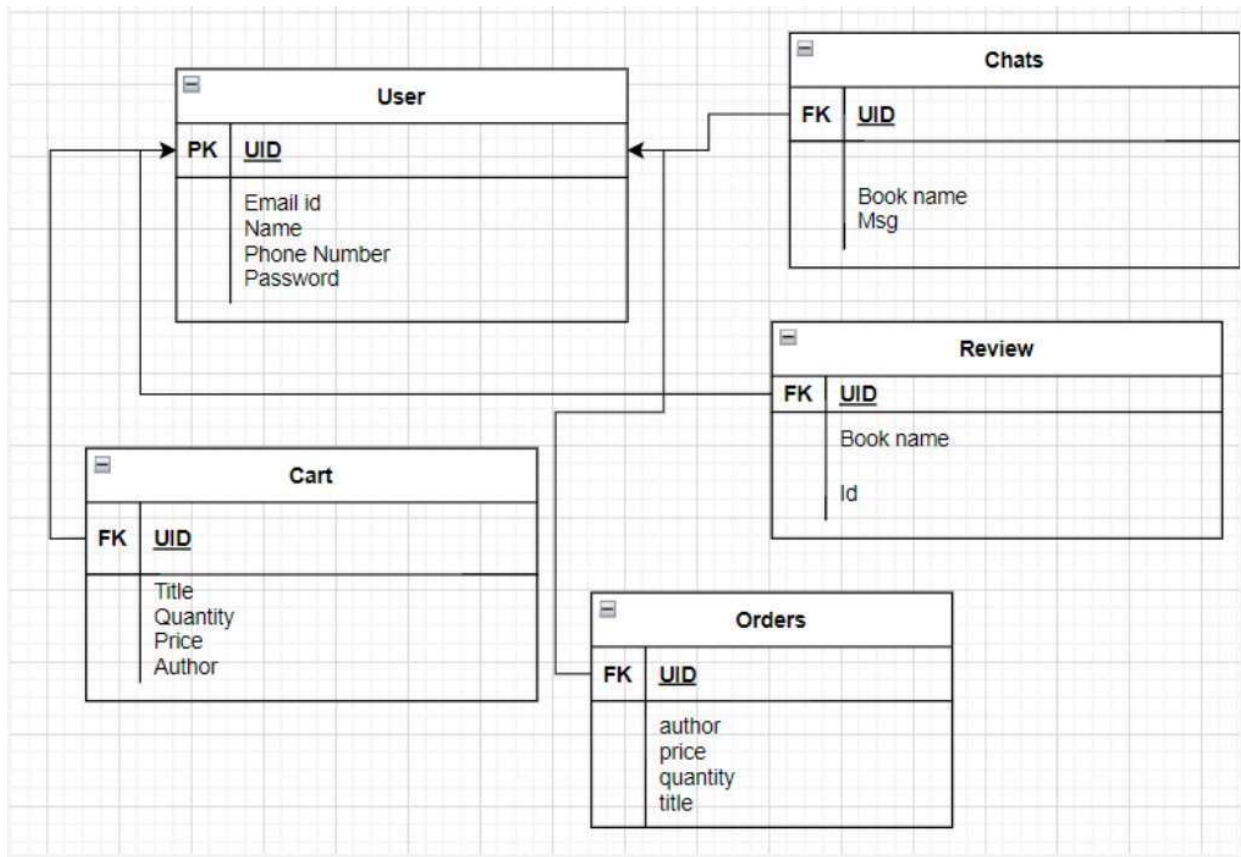 User
PK UID
Email id
Name
Phone Number
Password
Chats
FK UID
Book name
Msg
Review
FK UID
Book name
Id
Cart
FK UID
Title
Quantity
Price
Author
Orders
FK UID
author
price
quantity
title